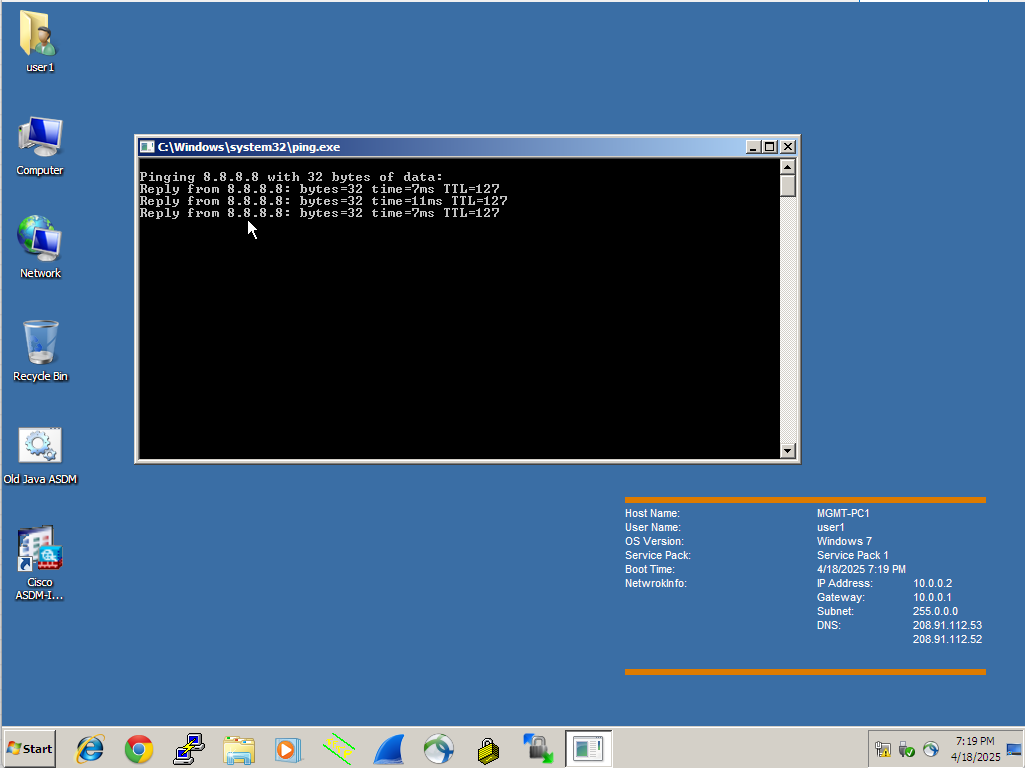 user1
Computer
Network
Recycle Bin
Old Java ASDM
Cisco
ASDM-I...
C:\Windows\system32\ping.exe
Pinging 8.8.8.8 with 32 bytes of data:
Reply from 8.8.8.8: bytes=32 time=7ms TTL=127
Reply from 8.8.8.8: bytes=32 time=11ms TTL=127
Reply from 8.8.8.8: bytes=32 time=7ms TTL=127
Host Name: MGMT-PC1
User Name: user1
OS Version: Windows 7
Service Pack: Service Pack 1
Boot Time: 4/18/2025 7:19 PM
NetwrokInfo: IP Address: 10.0.0.2
Gateway: 10.0.0.1
Subnet: 255.0.0.0
DNS: 208.91.112.53
208.91.112.52
Start
7:19 PM
4/18/2025